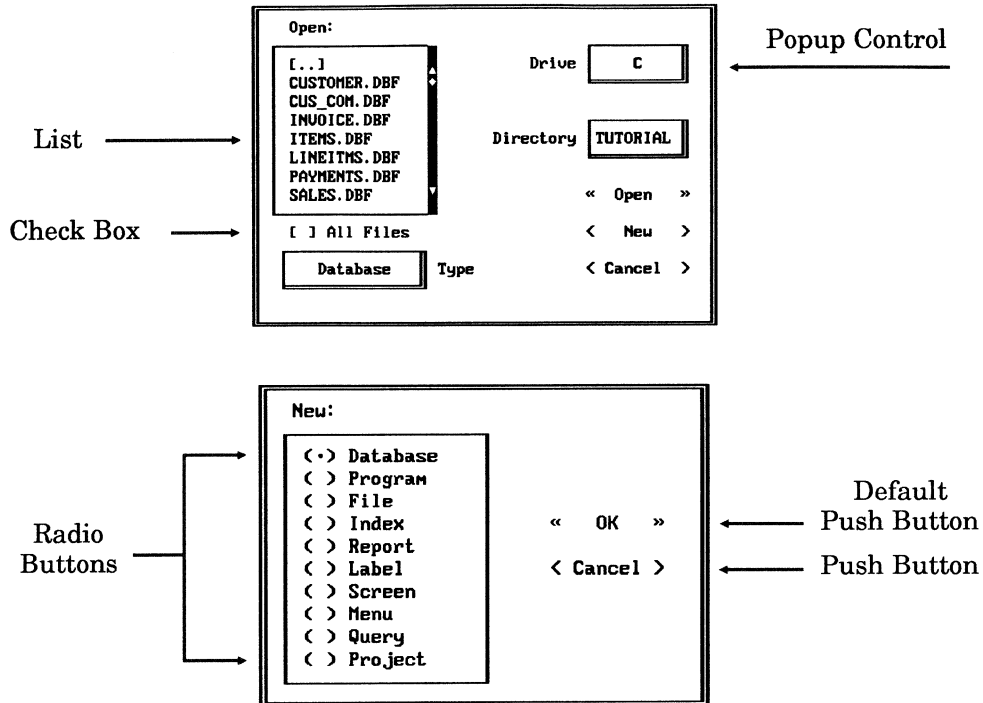 Open:
[..]
CUSTOMER.DBF
CUS_COM.DBF
INVOICE.DBF
ITEMS.DBF
LINEITMS.DBF
PAYMENTS.DBF
SALES.DBF
[ ] All Files
Database Type
Drive C
Directory TUTORIAL
« Open »
< New >
< Cancel >
Popup Control
List
Check Box
New:
(·) Database
( ) Program
( ) File
( ) Index
( ) Report
( ) Label
( ) Screen
( ) Menu
( ) Query
( ) Project
« OK »
< Cancel >
Radio
Buttons
Default
Push Button
Push Button